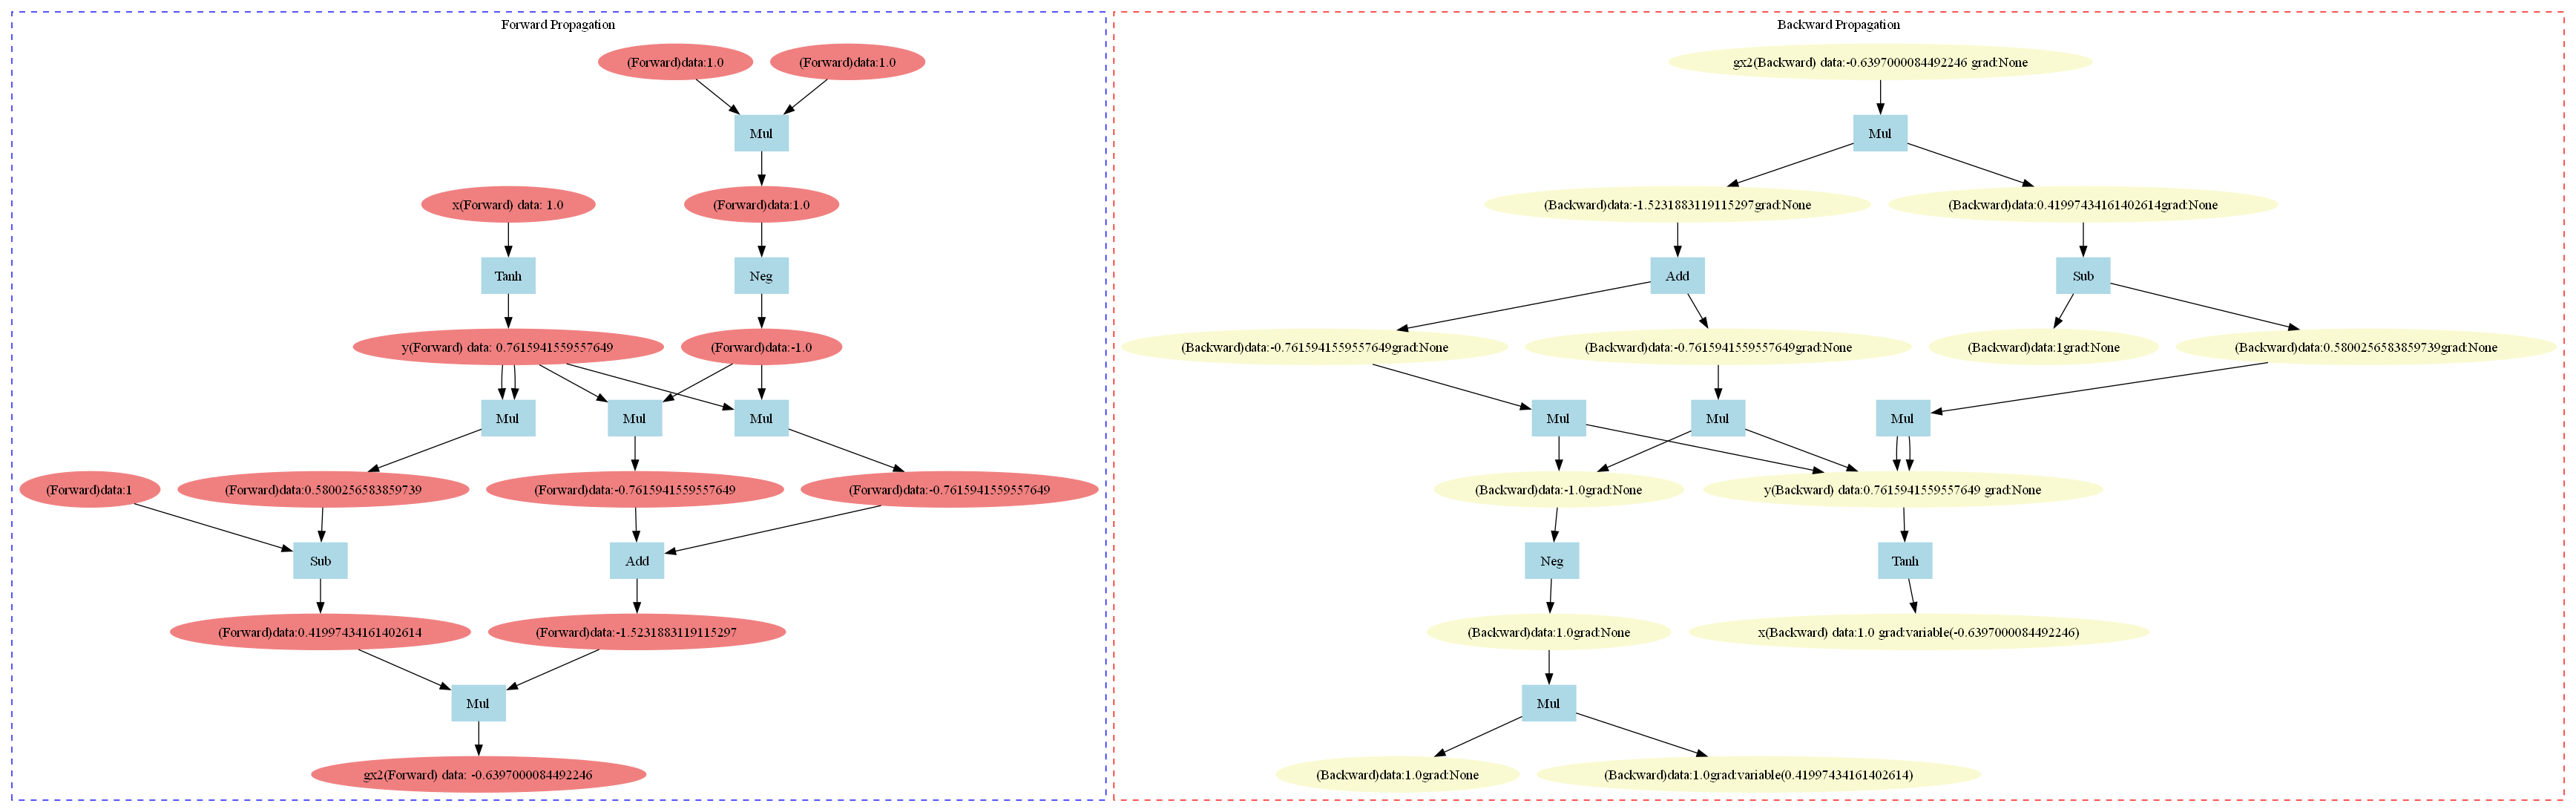 Forward Propagation
(Forward)data:1.0
(Forward)data:1.0
Mul
x(Forward) data: 1.0
(Forward)data:1.0
Tanh
Neg
y(Forward) data: 0.7615941559557649
(Forward)data:-1.0
Mul
Mul
Mul
(Forward)data:1
(Forward)data:0.5800256583859739
(Forward)data:-0.7615941559557649
(Forward)data:-0.7615941559557649
Sub
Add
(Forward)data:0.41997434161402614
(Forward)data:-1.5231883119115297
Mul
gx2(Forward) data: -0.6397000084492246
Backward Propagation
gx2(Backward) data:-0.6397000084492246 grad:None
Mul
(Backward)data:-1.5231883119115297grad:None
(Backward)data:0.41997434161402614grad:None
Add
Sub
(Backward)data:-0.7615941559557649grad:None
(Backward)data:-0.7615941559557649grad:None
(Backward)data:1grad:None
(Backward)data:0.5800256583859739grad:None
Mul
Mul
Mul
(Backward)data:-1.0grad:None
y(Backward) data:0.7615941559557649 grad:None
Neg
Tanh
(Backward)data:1.0grad:None
x(Backward) data:1.0 grad:variable(-0.6397000084492246)
Mul
(Backward)data:1.0grad:None
(Backward)data:1.0grad:variable(0.41997434161402614)